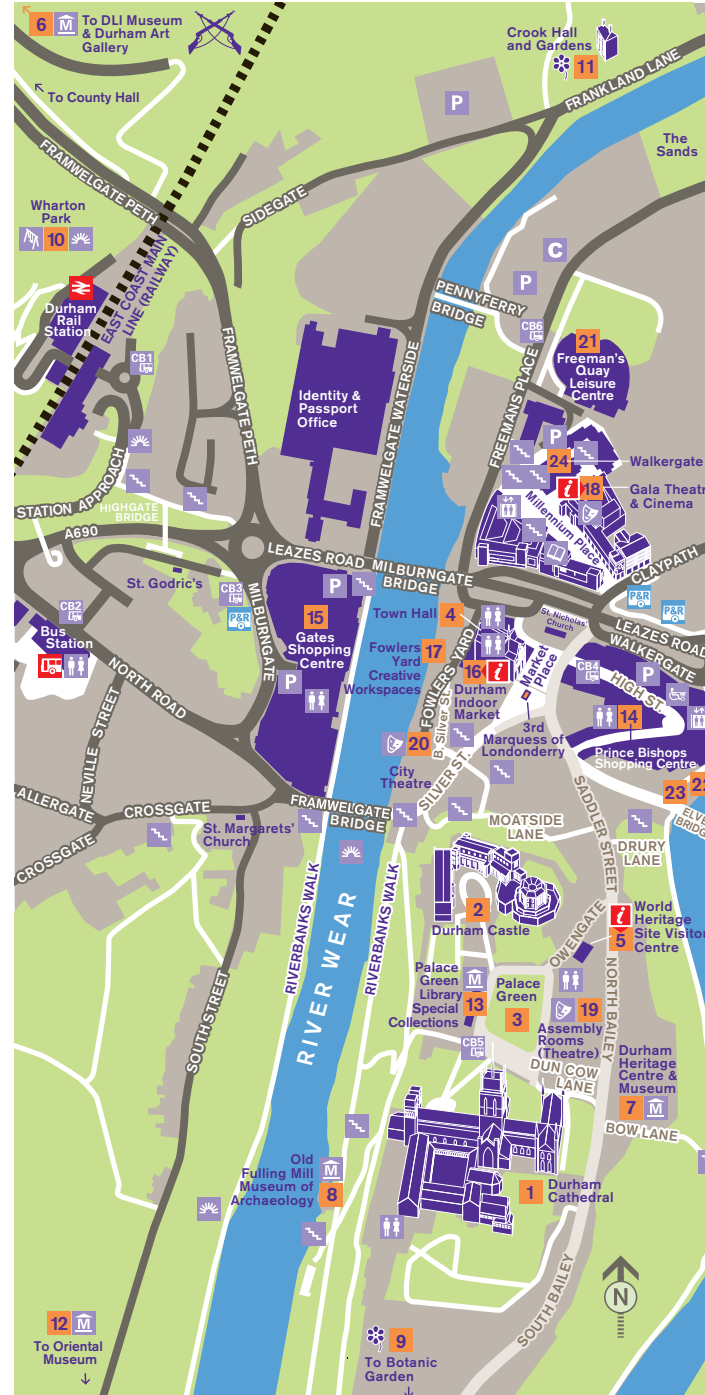 6
M
To DLI Museum
& Durham Art
Gallery
To County Hall
Crook Hall
and Gardens
11
FRANKLAND LANE
P
The
Sands
FRAMWELGATE PETH
SIDEGATE
Wharton
Park
10
EAST COAST MAIN
LINE (RAILWAY)
Durham
Rail
Station
C
P
PENNYFERRY
BRIDGE
CB6
CB1
21
Freeman's
Quay
Leisure
Centre
FRAMWELGATE PETH
Identity &
Passport
Office
FRAMWELGATE WATERSIDE
FREEMANS PLACE
P
24
Walkergate
i
18
Gala Theatr
& Cinema
Millennium Place
STATION APPROACH
HIGHGATE
BRIDGE
A690
LEAZES ROAD
MILBURNGATE
BRIDGE
CLAYPATH
St. Godric's
CB3
P&R
MILBURNGATE
P
15
Gates
Shopping
Centre
P
P&R
P&R
CB2
Bus
Station
Town Hall
4
St. Nicholas'
Church
LEAZES ROAD
WALKERGATE
Fowlers
Yard
Creative
Workspaces
17
FOWLERS YARD
16
i
Durham
Indoor
Market
Market
Place
CB4
P
HIGH ST.
14
Prince Bishops
Shopping Centre
NORTH ROAD
NEVILLE STREET
B. Silver St.
3rd
Marquess of
Londonderry
20
City
Theatre
SILVER ST.
SADDLER STREET
23
22
ELVE
BRIDG
ALLERGATE
CROSSGATE
CROSSGATE
St. Margarets'
Church
FRAMWELGATE
BRIDGE
MOATSIDE
LANE
DRURY
LANE
RIVERBANKS WALK
RIVER WEAR
RIVERBANKS WALK
2
Durham Castle
OWENGATE
i
5
World
Heritage
Site Visitor
Centre
SOUTH STREET
Palace
Green
Library
Special
Collections
M
13
Palace
Green
3
19
Assembly
Rooms
(Theatre)
NORTH BAILEY
CB5
DUN COW
LANE
Durham
Heritage
Centre &
Museum
7
M
BOW LANE
Old
Fulling Mill
Museum of
Archaeology
M
8
1
Durham
Cathedral
SOUTH BAILEY
N
12
M
To Oriental
Museum
9
To Botanic
Garden